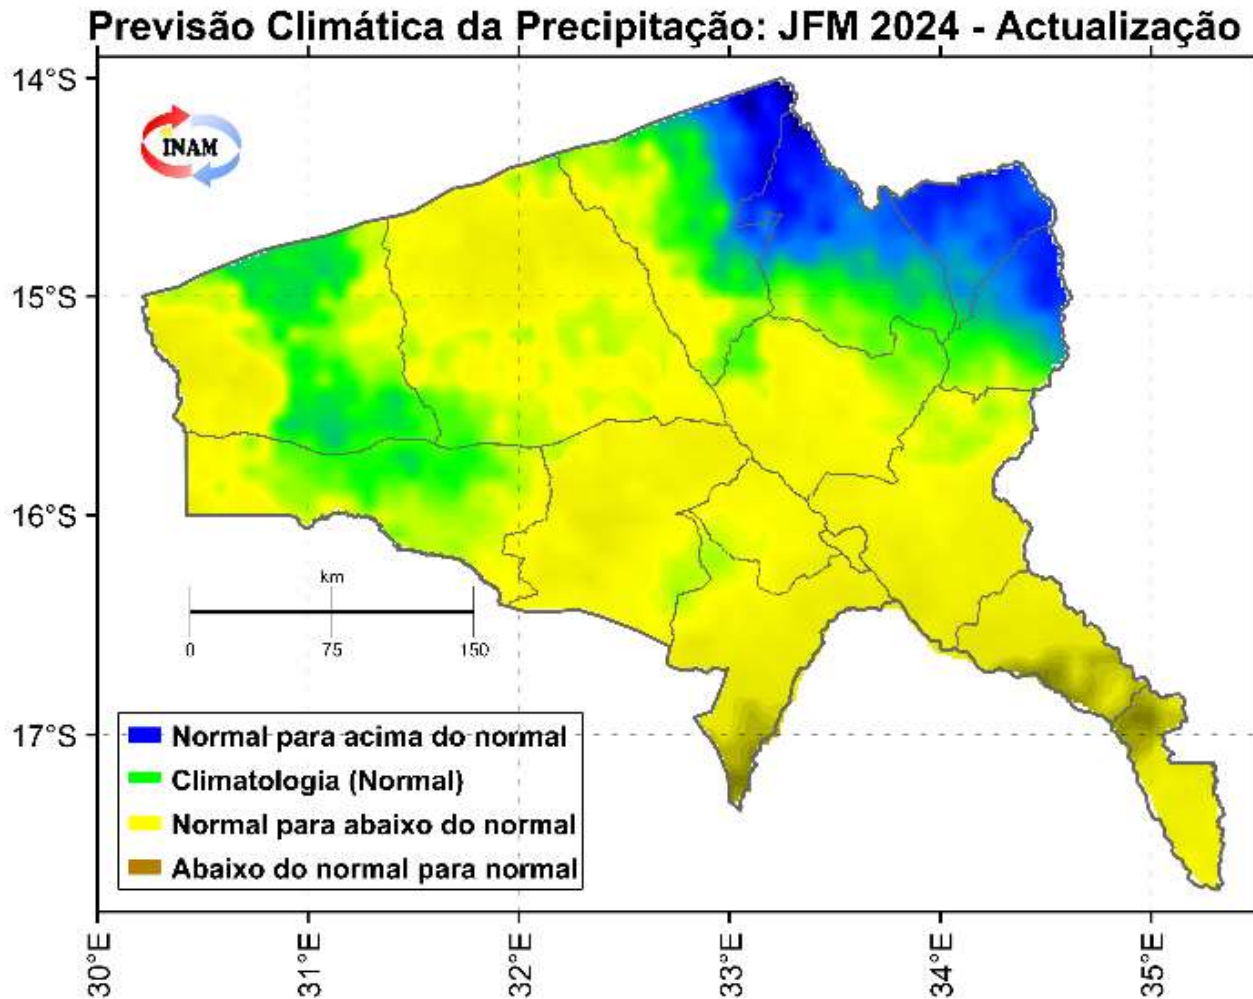 Previsão Climática da Precipitação: JFM 2024 - Actualização
14°S
INAM
15°S
16°S
km
0 75 150
17°S
Normal para acima do normal
Climatologia (Normal)
Normal para abaixo do normal
Abaixo do normal para normal
30°E 31°E 32°E 33°E 34°E 35°E